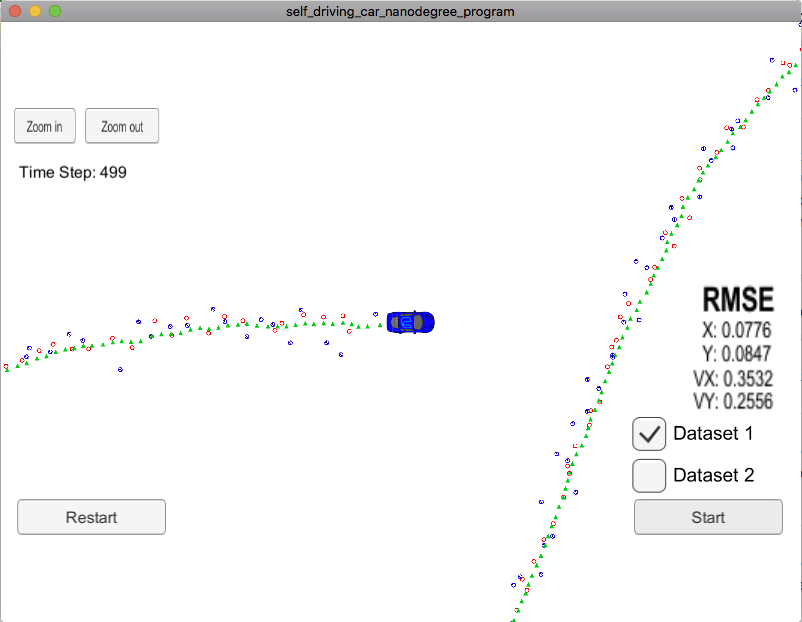 self_driving_car_nanodegree_program
Zoom in
Zoom out
Time Step: 499
RMSE
X: 0.0776
Y: 0.0847
VX: 0.3532
VY: 0.2556
Dataset 1
Dataset 2
Restart
Start